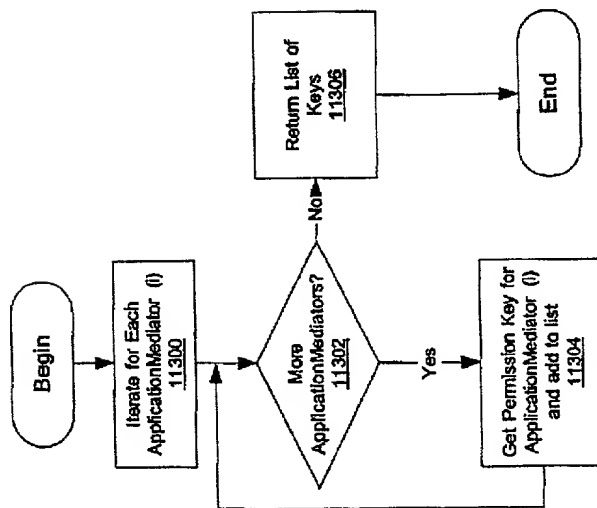 Begin
Iterate for Each
ApplicationMediator (i)
11300
More
ApplicationMediators?
11302
No
Return List of
Keys
11306
Yes
Get Permission Key for
ApplicationMediator (i)
and add to list
11304
End